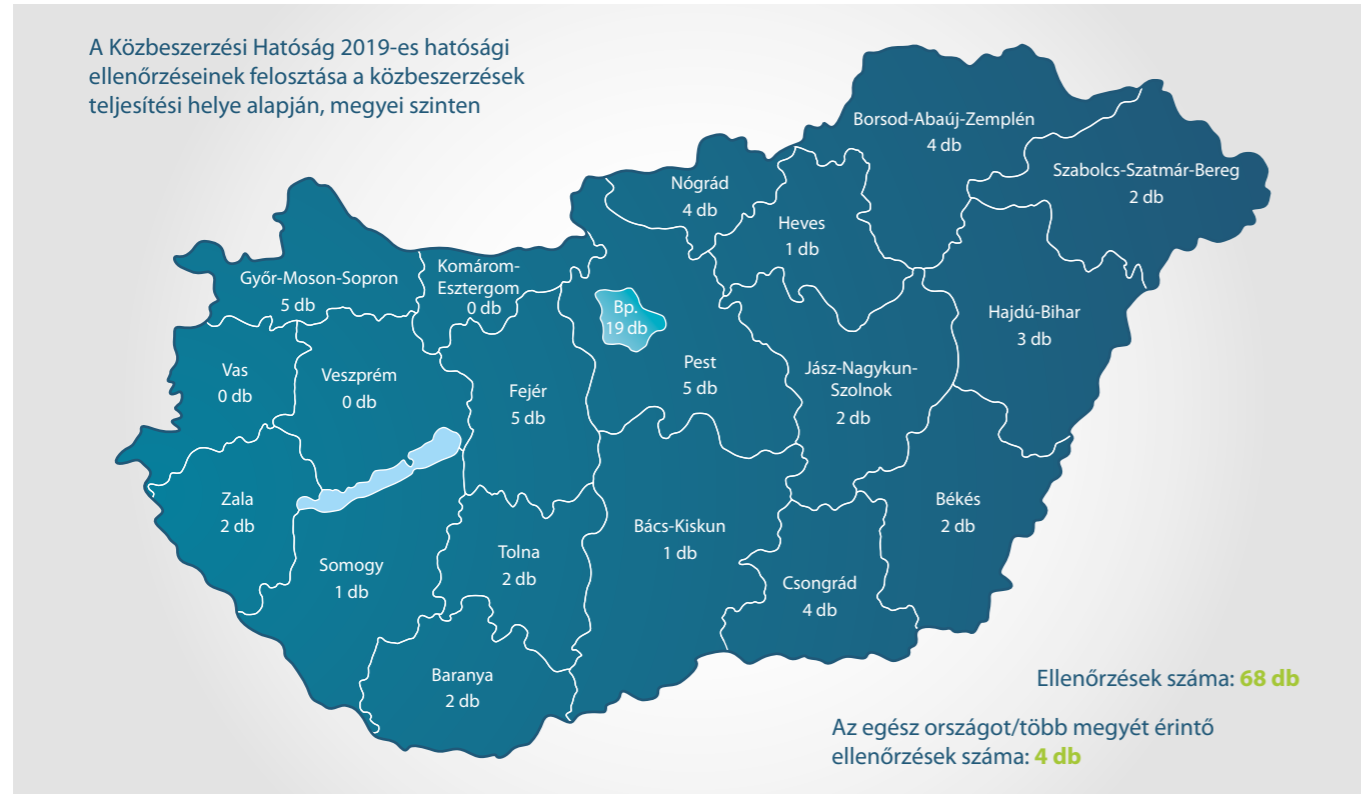 A Közbeszerzési Hatóság 2019-es hatósági
ellenőrzéseinek felosztása a közbeszerzések
teljesítési helye alapján, megyei szinten
Borsod-Abaúj-Zemplén
4 db
Szabolcs-Szatmár-Bereg
2 db
Nógrád
4 db
Heves
1 db
Győr-Moson-Sopron
5 db
Komárom-
Esztergom
0 db
Bp.
19 db
Hajdú-Bihar
3 db
Vas
0 db
Veszprém
0 db
Fejér
5 db
Pest
5 db
Jász-Nagykun-
Szolnok
2 db
Zala
2 db
Somogy
1 db
Tolna
2 db
Bács-Kiskun
1 db
Békés
2 db
Csongrád
4 db
Baranya
2 db
Ellenőrzések száma: 68 db
Az egész országot/több megyét érintő
ellenőrzések száma: 4 db